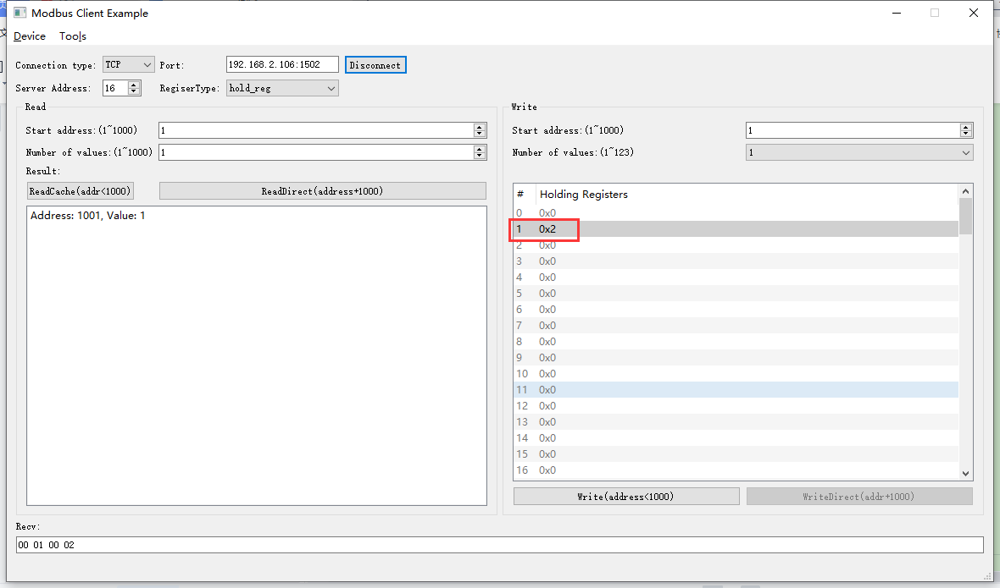 Modbus Client Example
Device Tools
Connection type: TCP Port: 192.168.2.106:1502 Disconnect
Server Address: 16 RegiserType: hold_reg
Read
Start address:(1~1000) 1
Number of values:(1~1000) 1
Result:
ReadCache(addr<1000) ReadDirect(address+1000)
Address: 1001, Value: 1
Write
Start address:(1~1000) 1
Number of values:(1~123) 1
# Holding Registers
0 0x0
1 0x2
2 0x0
3 0x0
4 0x0
5 0x0
6 0x0
7 0x0
8 0x0
9 0x0
10 0x0
11 0x0
12 0x0
13 0x0
14 0x0
15 0x0
16 0x0
Write(address<1000) WriteDirect(addr+1000)
Recv:
00 01 00 02